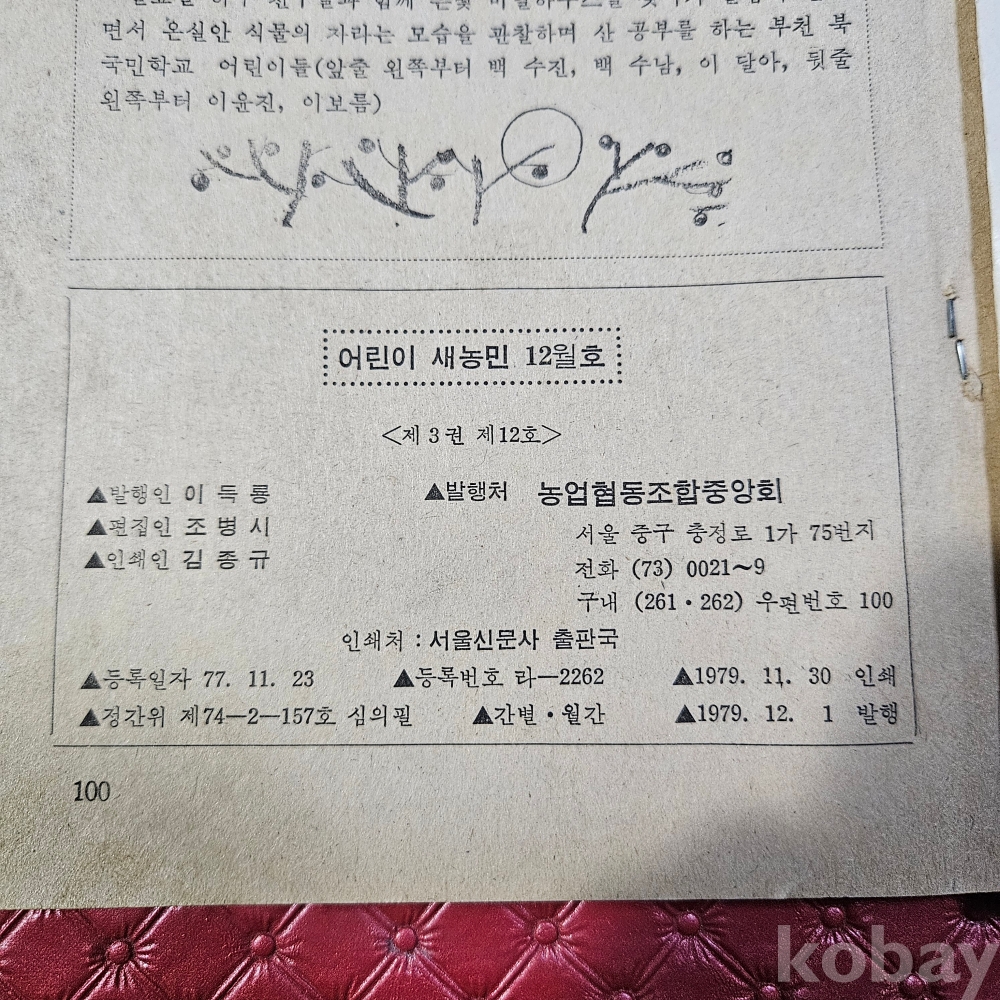 면서 온실안 식물의 자라는 모습을 관찰하며 산 공부를 하는 부천 북
국민학교 어린이들(앞줄 왼쪽부터 백 수진, 백 수남, 이 달아, 뒷줄
왼쪽부터 이윤진, 이보름)
어린이 새농민 12월호
<제 3 권 제12호>
▲발행인 이 득 룡
▲편집인 조 병 시
▲인쇄인 김 종 규
▲발행처 농업협동조합중앙회
서울 중구 충정로 1가 75번지
전화 (73) 0021~9
구내 (261·262) 우편번호 100
인쇄처 : 서울신문사 출판국
▲등록일자 77. 11. 23 ▲등록번호 라—2262 ▲1979. 11. 30 인쇄
▲정간위 제74—2—157호 심의필 ▲간별·월간 ▲1979. 12. 1 발행
100
kobay